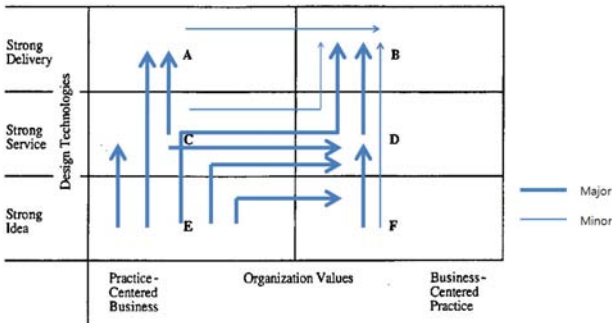 Strong
Delivery
A
B
Design Technologies
Strong
Service
C
D
Strong
Idea
E
F
Major
Minor
Practice-
Centered
Business
Organization Values
Business-
Centered
Practice